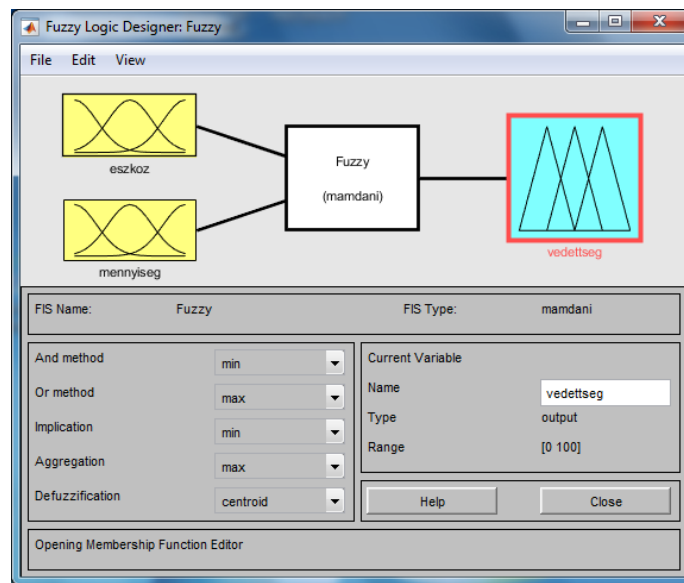 Fuzzy Logic Designer: Fuzzy
File Edit View
eszkoz
mennyiseg
Fuzzy
(mamdani)
vedettseg
FIS Name: Fuzzy FIS Type: mamdani
And method min
Or method max
Implication min
Aggregation max
Defuzzification centroid
Current Variable
Name vedettseg
Type output
Range [0 100]
Help Close
Opening Membership Function Editor